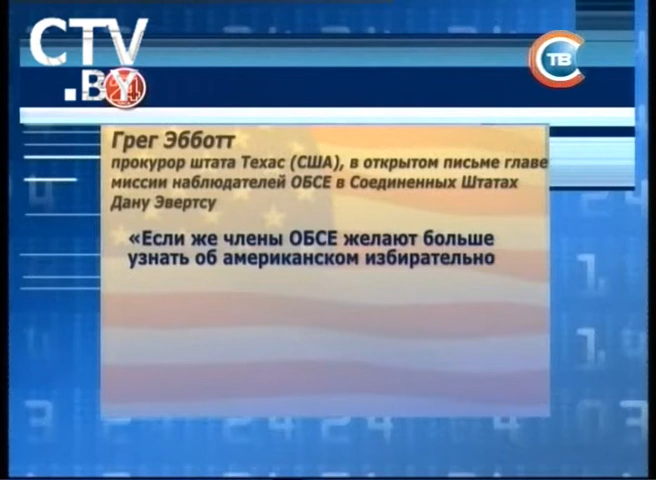 CTV
.BY
СТВ
Грег Эбботт
прокурор штата Техас (США), в открытом письме главе
миссии наблюдателей ОБСЕ в Соединенных Штатах
Дану Эвертсу
«Если же члены ОБСЕ желают больше
узнать об американском избирательно